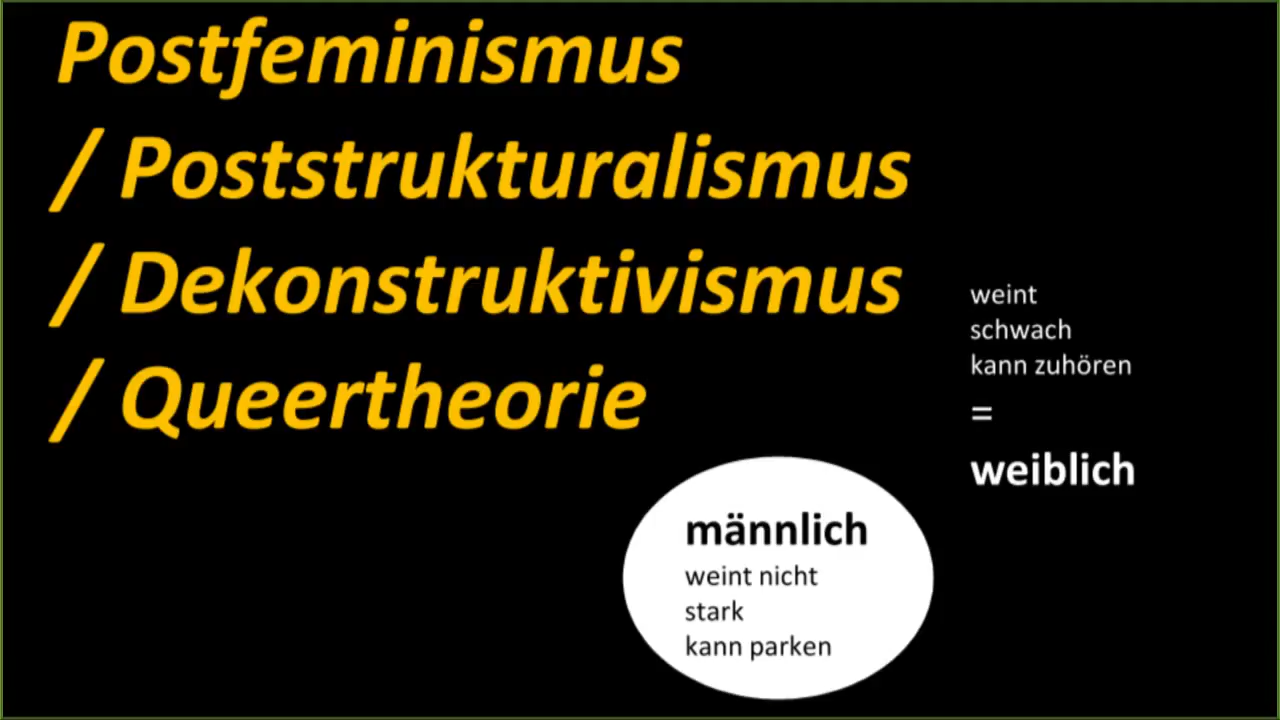 Postfeminismus
/ Poststrukturalismus
/ Dekonstruktivismus
/ Queertheorie
weint
schwach
kann zuhören
=
weiblich
männlich
weint nicht
stark
kann parken